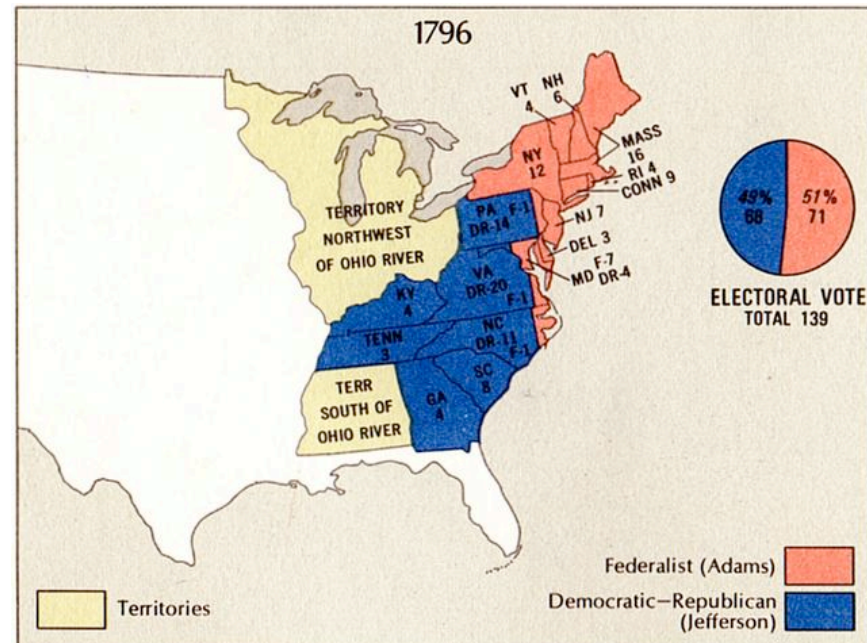 1796
VT
4
NH
6
MASS
16
RI 4
CONN 9
NY
12
NJ 7
DEL 3
MD F-7
DR-4
PA F-1
DR-14
VA
DR-20
F-1
KY
4
TENN
3
NC
DR-11
F-1
SC
8
GA
4
TERRITORY
NORTHWEST
OF OHIO RIVER
TERR
SOUTH OF
OHIO RIVER
49%
68
51%
71
ELECTORAL VOTE
TOTAL 139
Territories
Federalist (Adams)
Democratic–Republican
(Jefferson)